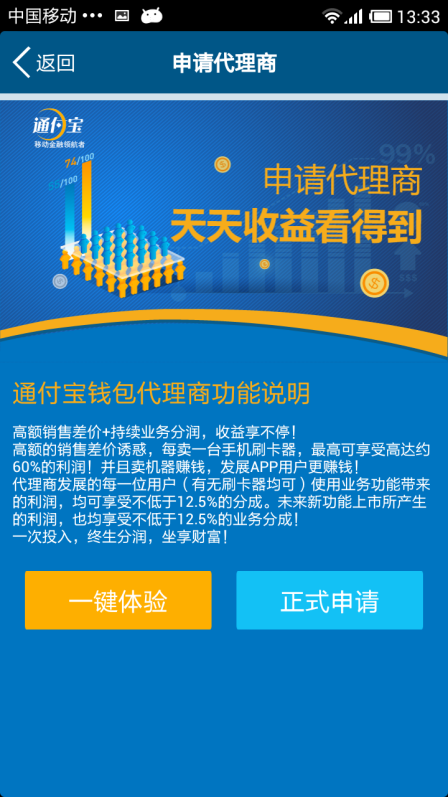 中国移动 ••• 13:33
返回 申请代理商
通付宝
移动金融领航者
74/100
/100
99%
申请代理商
天天收益看得到
$$$
通付宝钱包代理商功能说明
高额销售差价+持续业务分润，收益享不停！
高额的销售差价诱惑，每卖一台手机刷卡器，最高可享受高达约
60%的利润！并且卖机器赚钱，发展APP用户更赚钱！
代理商发展的每一位用户（有无刷卡器均可）使用业务功能带来
的利润，均可享受不低于12.5%的分成。未来新功能上市所产生
的利润，也均享受不低于12.5%的业务分成！
一次投入，终生分润，坐享财富！
一键体验 正式申请